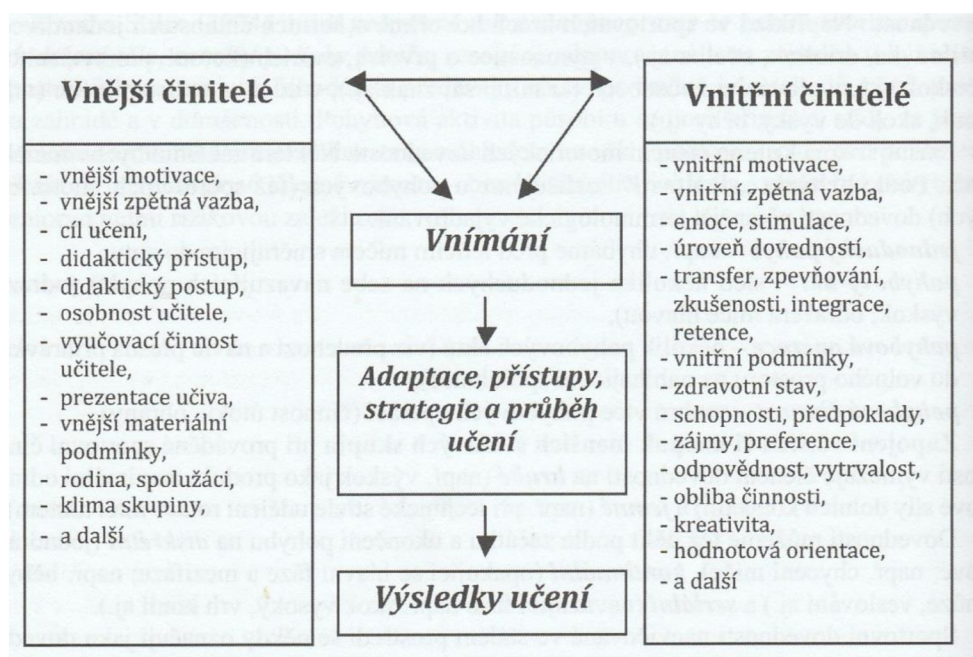 Vnější činitelé
- vnější motivace,
- vnější zpětná vazba,
- cíl učení,
- didaktický přístup,
- didaktický postup,
- osobnost učitele,
- vyučovací činnost
učitele,
- prezentace učiva,
- vnější materiální
podmínky,
- rodina, spolužáci,
- klima skupiny,
- a další
Vnímání
Adaptace, přístupy,
strategie a průběh
učení
Výsledky učení
Vnitřní činitelé
- vnitřní motivace,
- vnitřní zpětná vazba,
- emoce, stimulace,
- úroveň dovedností,
- transfer, zpevňování,
zkušenosti, integrace,
retence,
- vnitřní podmínky,
- zdravotní stav,
- schopnosti, předpoklady,
- zájmy, preference,
- odpovědnost, vytrvalost,
- obliba činnosti,
- kreativita,
- hodnotová orientace,
- a další